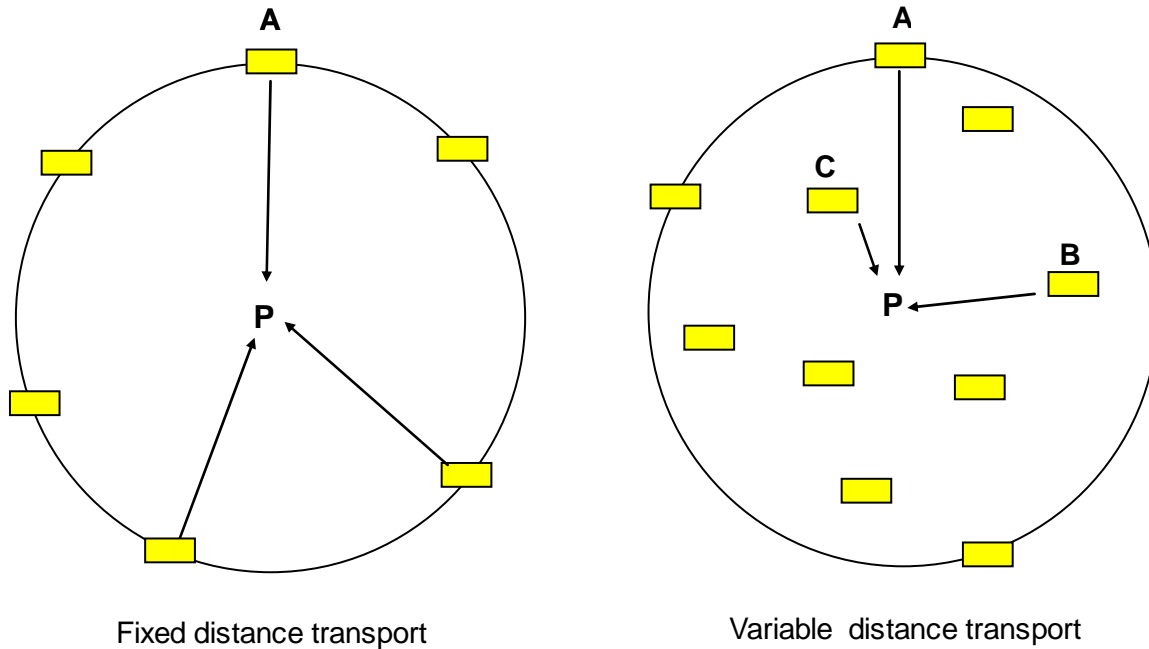 A
P
Fixed distance transport
A
C
B
P
Variable distance transport